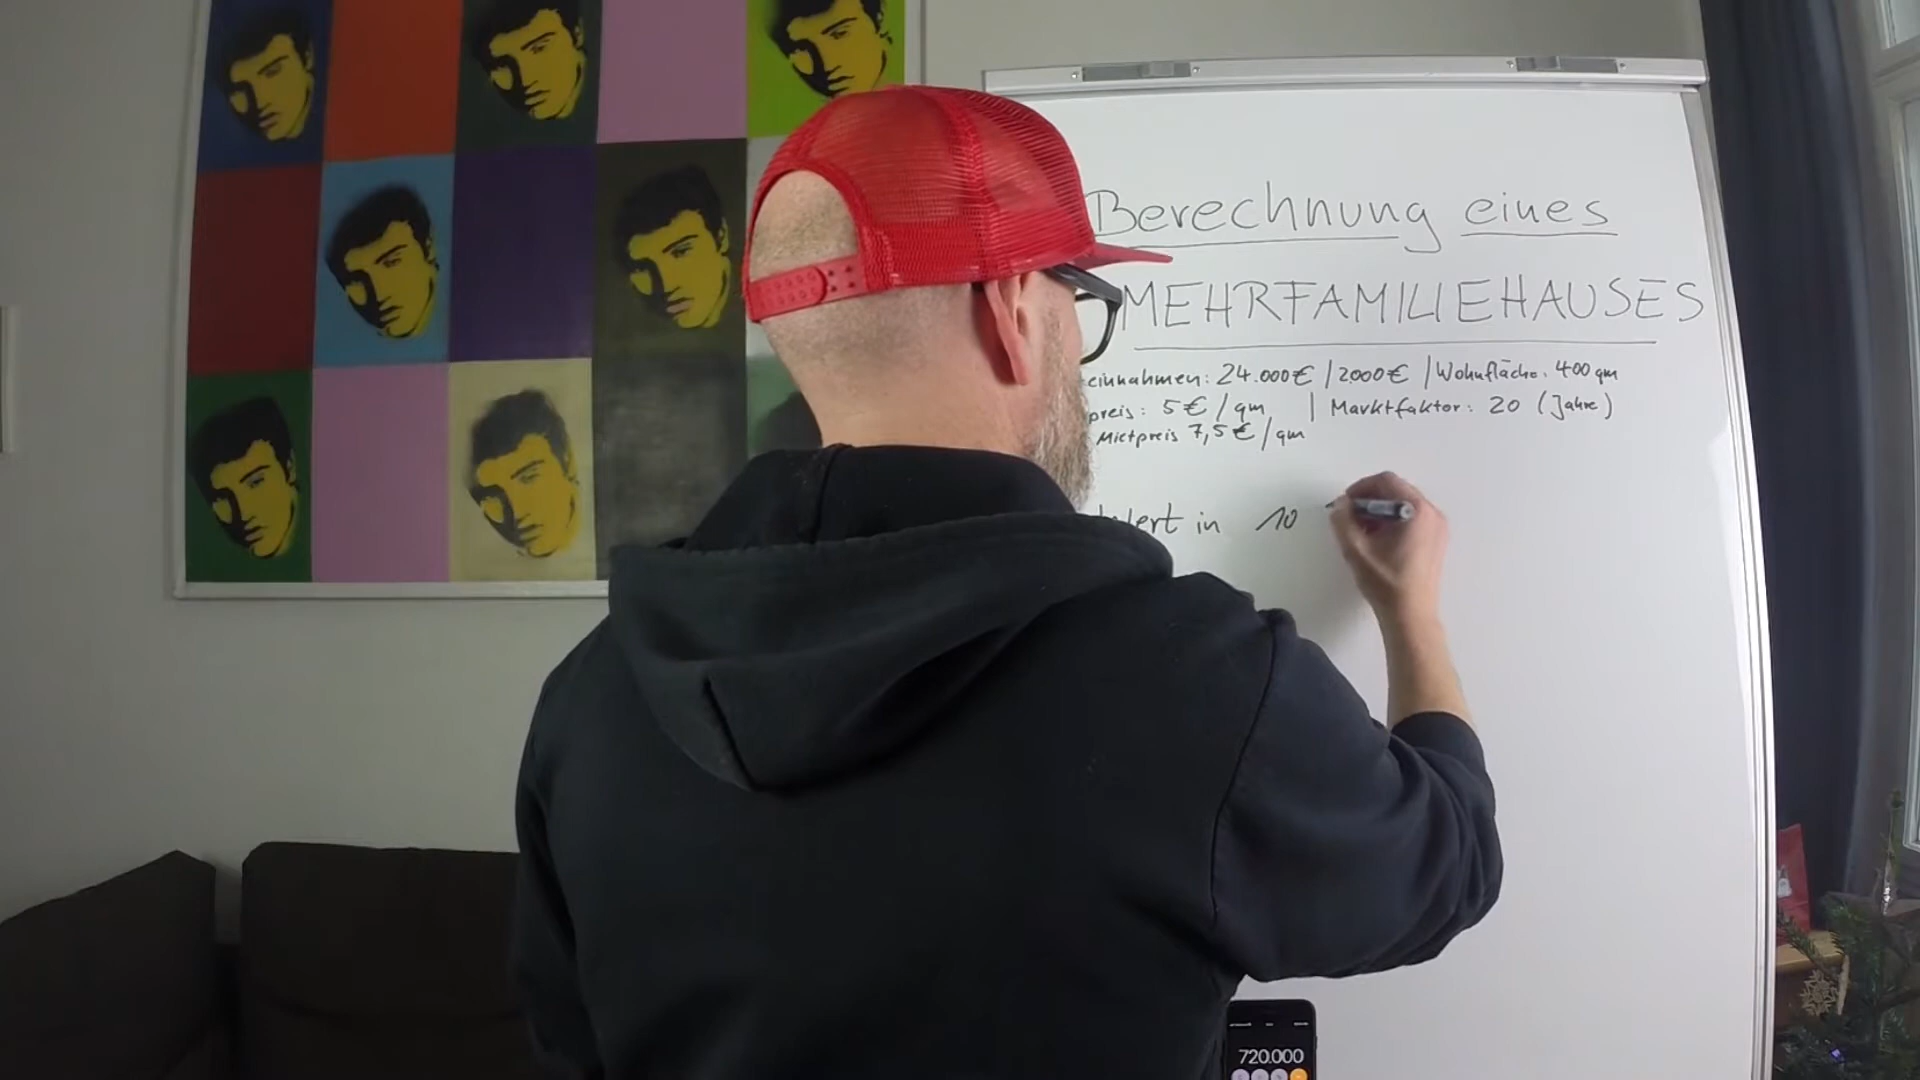 Berechnung eines
MEHRFAMILIEHAUSES
einnahmen: 24.000€ / 2000€ | Wohnfläche: 400 qm
preis: 5€ / qm | Marktfaktor: 20 (Jahre)
Mietpreis 7,5€ / qm
in 10
720.000